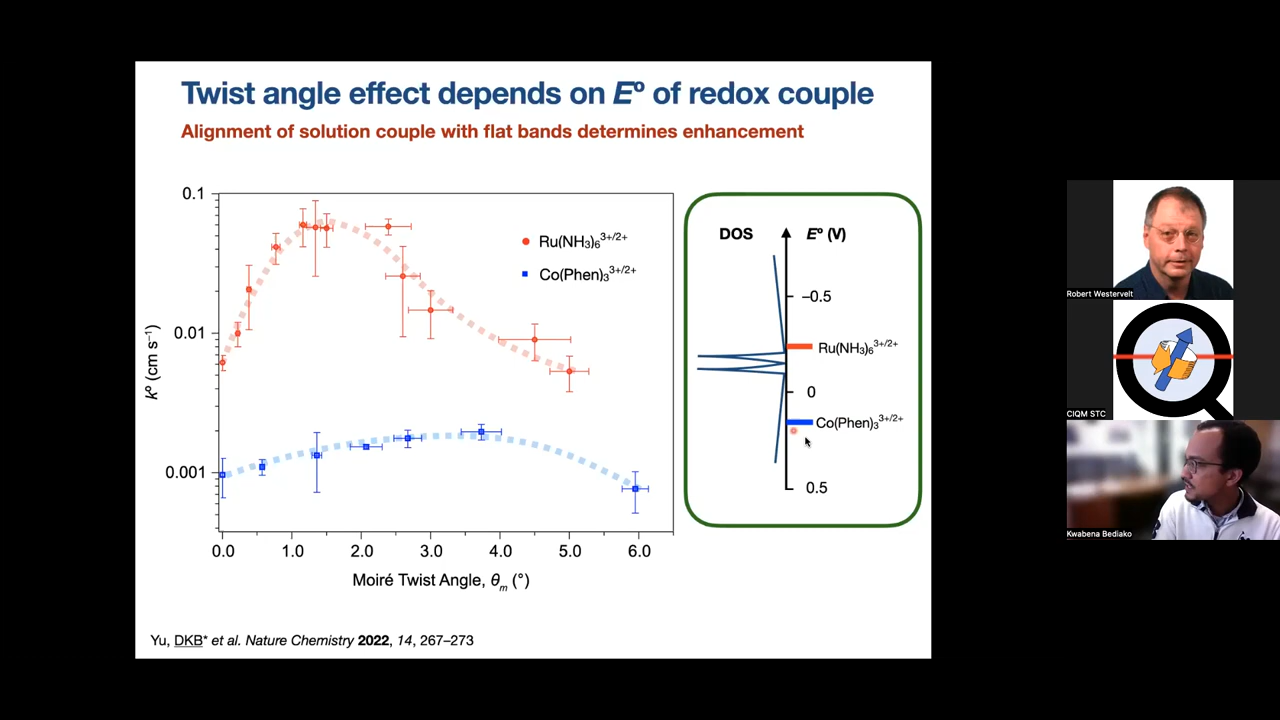 Twist angle effect depends on Eº of redox couple
Alignment of solution couple with flat bands determines enhancement
0.1
0.01
0.001
kº (cm s⁻¹)
Ru(NH₃)₆³⁺/²⁺
Co(Phen)₃³⁺/²⁺
0.0 1.0 2.0 3.0 4.0 5.0 6.0
Moiré Twist Angle, θₘ (°)
DOS Eº (V)
–0.5
Ru(NH₃)₆³⁺/²⁺
0
Co(Phen)₃³⁺/²⁺
0.5
Yu, DKB* et al. Nature Chemistry 2022, 14, 267–273
Robert Westervelt
CIQM STC
Kwabena Bediako